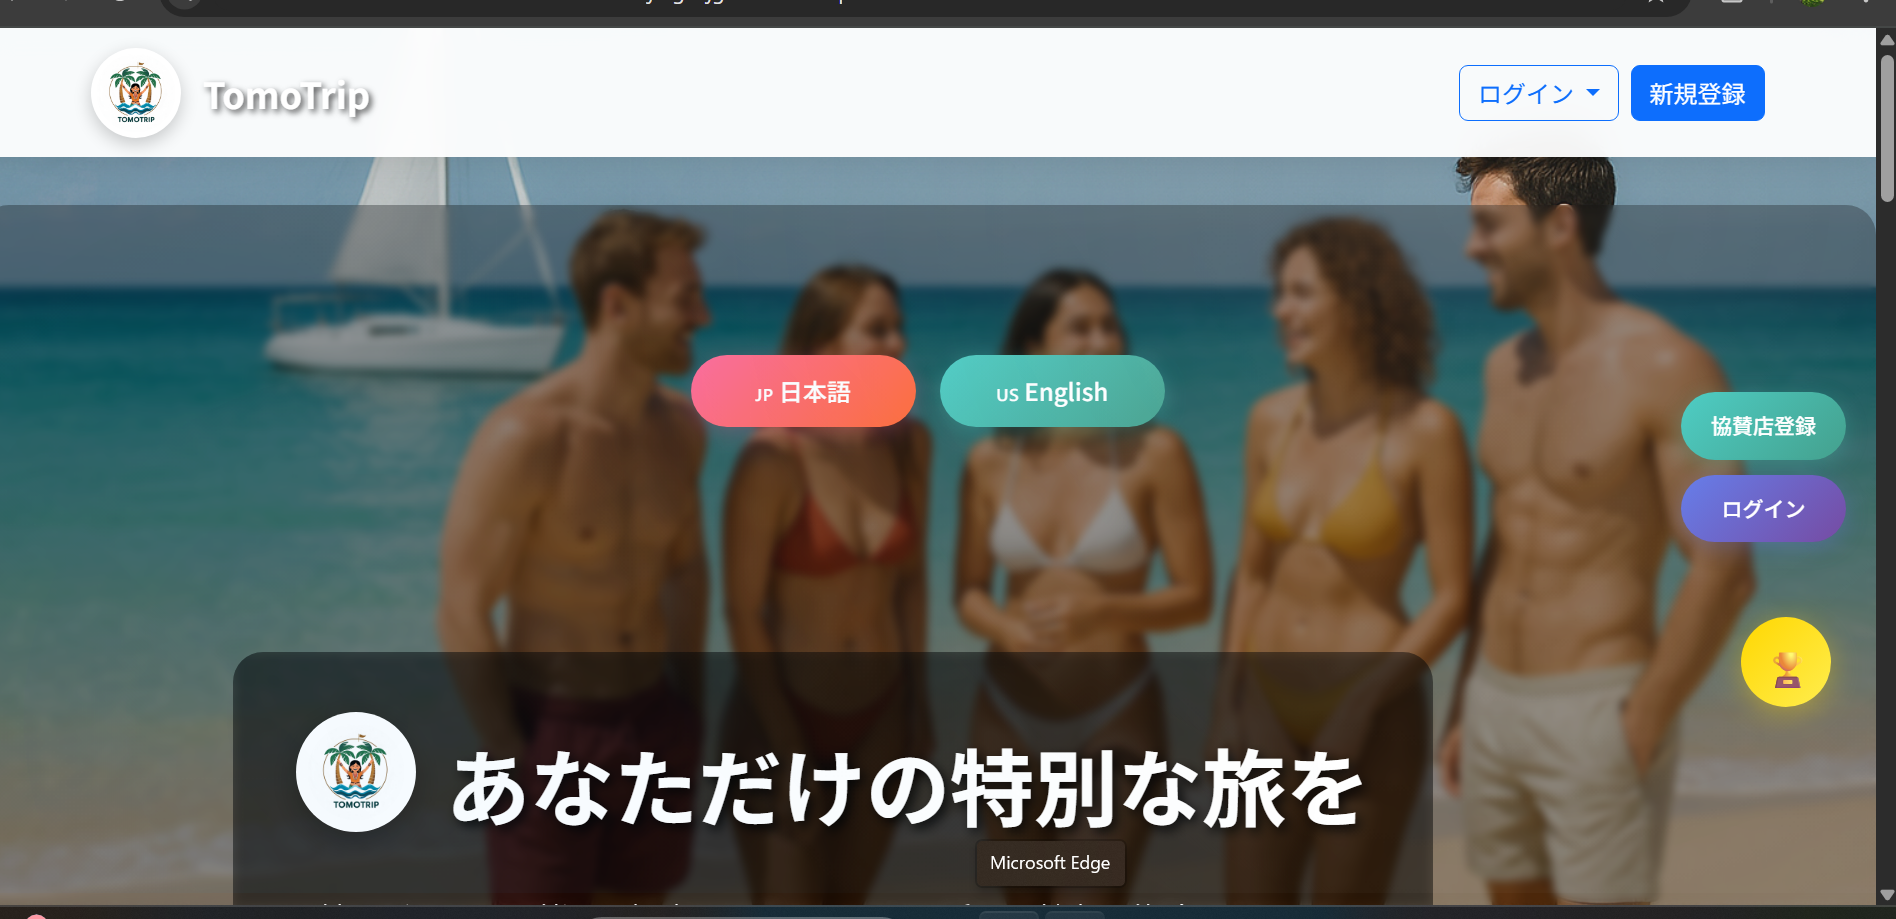 TOMOTRIP
TomoTrip
ログイン
新規登録
JP 日本語
US English
協賛店登録
ログイン
TOMOTRIP
あなただけの特別な旅を
Microsoft Edge